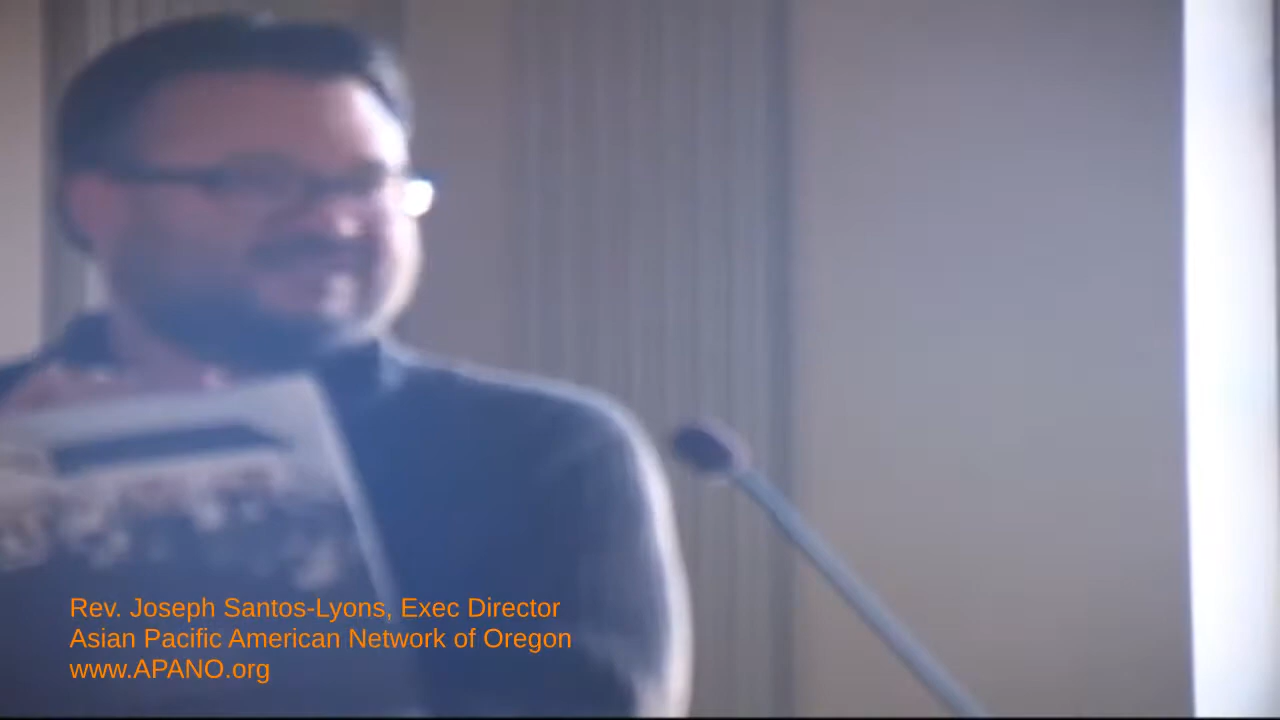 Rev. Joseph Santos-Lyons, Exec Director
Asian Pacific American Network of Oregon
www.APANO.org